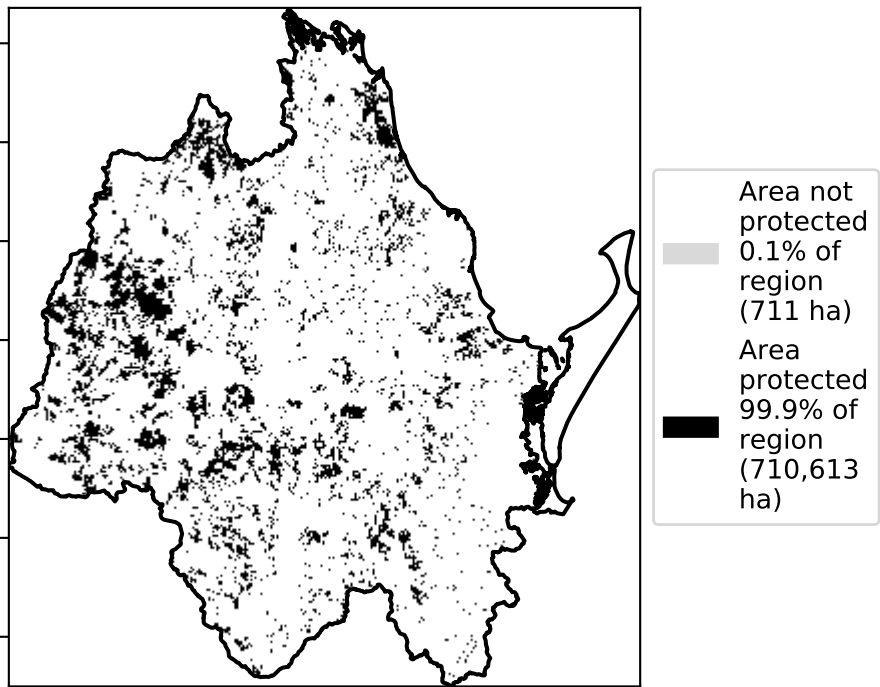 Area not
protected
0.1% of
region
(711 ha)
Area
protected
99.9% of
region
(710,613
ha)